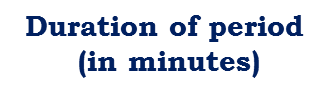 Duration of period
(in minutes)